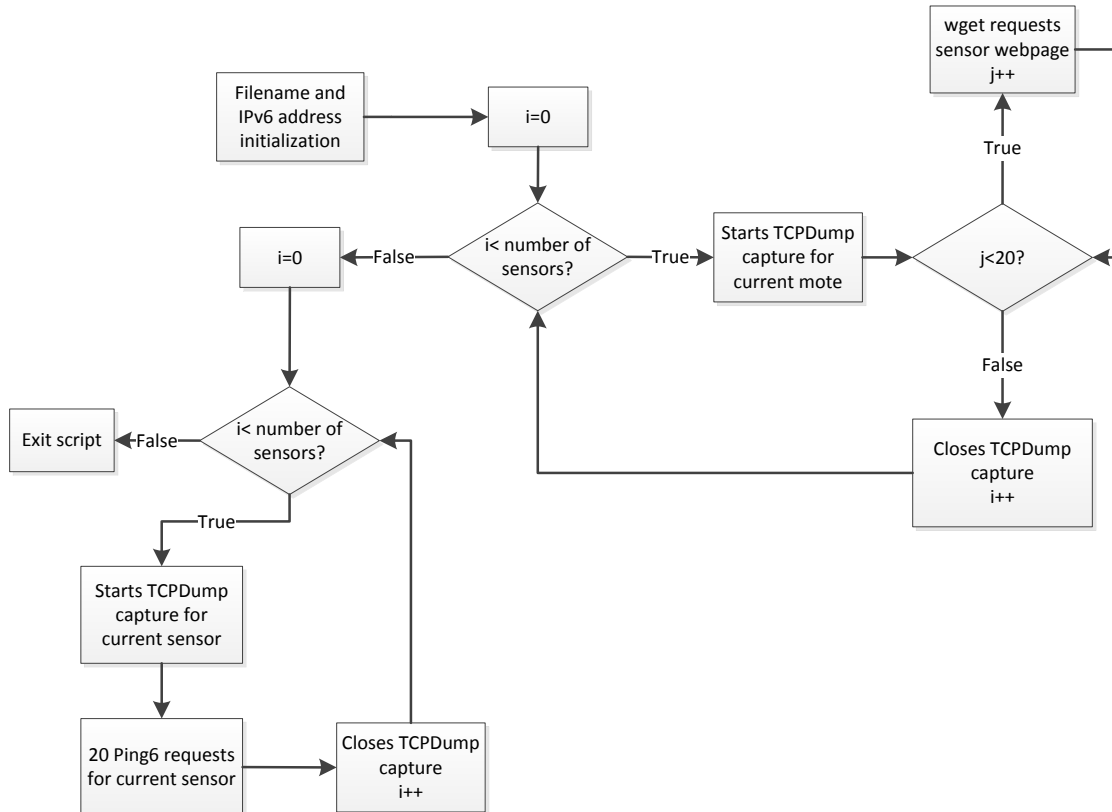 wget requests
sensor webpage
j++
Filename and
IPv6 address
initialization
i=0
True
i=0
False
i< number of
sensors?
True
Starts TCPDump
capture for
current mote
j<20?
False
Exit script
False
i< number of
sensors?
Closes TCPDump
capture
i++
True
Starts TCPDump
capture for
current sensor
20 Ping6 requests
for current sensor
Closes TCPDump
capture
i++